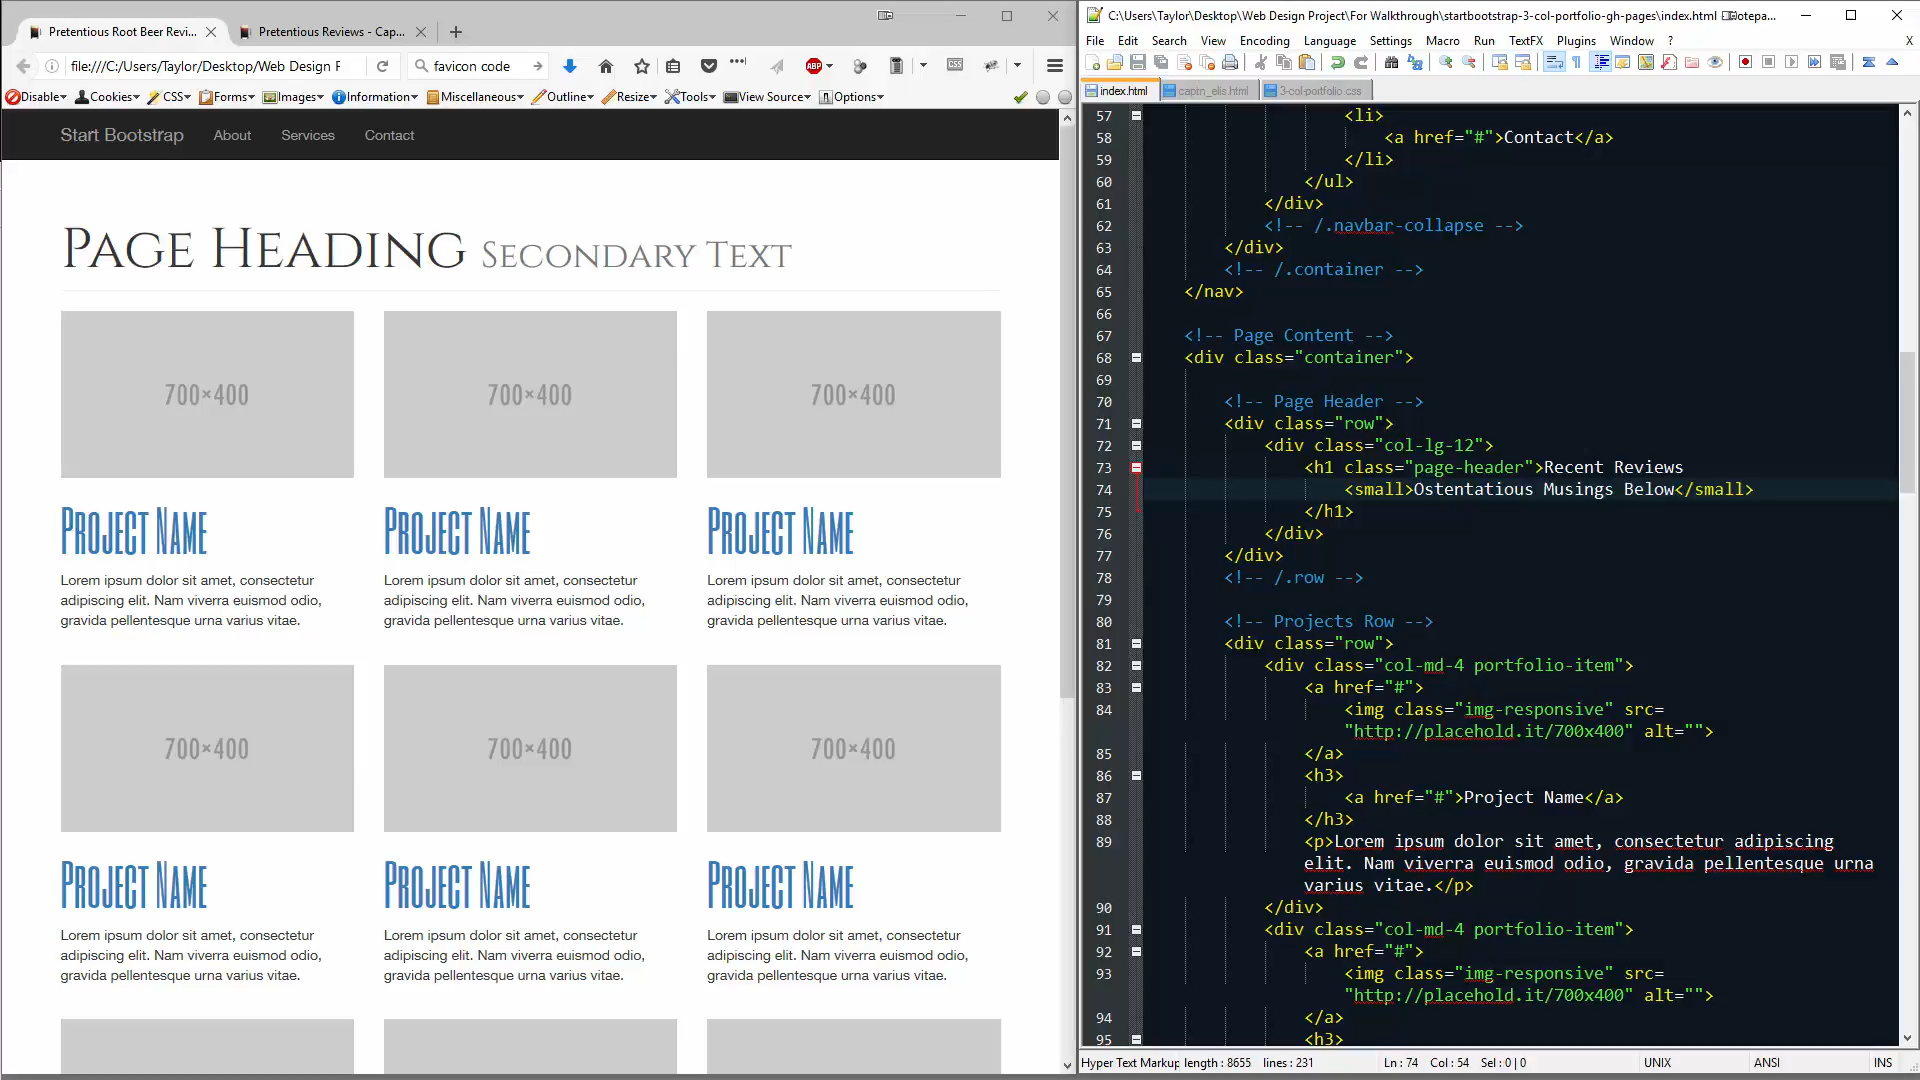 Pretentious Root Beer Revi...
Pretentious Reviews - Cap...
file:///C:/Users/Taylor/Desktop/Web Design P
favicon code
ABP
CSS
Disable
Cookies
CSS
Forms
Images
Information
Miscellaneous
Outline
Resize
Tools
View Source
Options
Start Bootstrap
About
Services
Contact
Page Heading Secondary Text
700×400
700×400
700×400
Project Name
Project Name
Project Name
Lorem ipsum dolor sit amet, consectetur
adipiscing elit. Nam viverra euismod odio,
gravida pellentesque urna varius vitae.
Lorem ipsum dolor sit amet, consectetur
adipiscing elit. Nam viverra euismod odio,
gravida pellentesque urna varius vitae.
Lorem ipsum dolor sit amet, consectetur
adipiscing elit. Nam viverra euismod odio,
gravida pellentesque urna varius vitae.
700×400
700×400
700×400
Project Name
Project Name
Project Name
Lorem ipsum dolor sit amet, consectetur
adipiscing elit. Nam viverra euismod odio,
gravida pellentesque urna varius vitae.
Lorem ipsum dolor sit amet, consectetur
adipiscing elit. Nam viverra euismod odio,
gravida pellentesque urna varius vitae.
Lorem ipsum dolor sit amet, consectetur
adipiscing elit. Nam viverra euismod odio,
gravida pellentesque urna varius vitae.
C:\Users\Taylor\Desktop\Web Design Project\For Walkthrough\startbootstrap-3-col-portfolio-gh-pages\index.html
File Edit Search View Encoding Language Settings Macro Run TextFX Plugins Window ? X
index.html
captn_elis.html
3-col-portfolio.css
57 <li>
58 <a href="#">Contact</a>
59 </li>
60 </ul>
61 </div>
62 <!-- /.navbar-collapse -->
63 </div>
64 <!-- /.container -->
65 </nav>
66
67 <!-- Page Content -->
68 <div class="container">
69
70 <!-- Page Header -->
71 <div class="row">
72 <div class="col-lg-12">
73 <h1 class="page-header">Recent Reviews
74 <small>Ostentatious Musings Below</small>
75 </h1>
76 </div>
77 </div>
78 <!-- /.row -->
79
80 <!-- Projects Row -->
81 <div class="row">
82 <div class="col-md-4 portfolio-item">
83 <a href="#">
84 <img class="img-responsive" src=
"http://placehold.it/700x400" alt="">
85 </a>
86 <h3>
87 <a href="#">Project Name</a>
88 </h3>
89 <p>Lorem ipsum dolor sit amet, consectetur adipiscing
elit. Nam viverra euismod odio, gravida pellentesque urna
varius vitae.</p>
90 </div>
91 <div class="col-md-4 portfolio-item">
92 <a href="#">
93 <img class="img-responsive" src=
"http://placehold.it/700x400" alt="">
94 </a>
95 <h3>
Hyper Text Markup length : 8655 lines : 231 Ln : 74 Col : 54 Sel : 0 | 0 UNIX ANSI INS